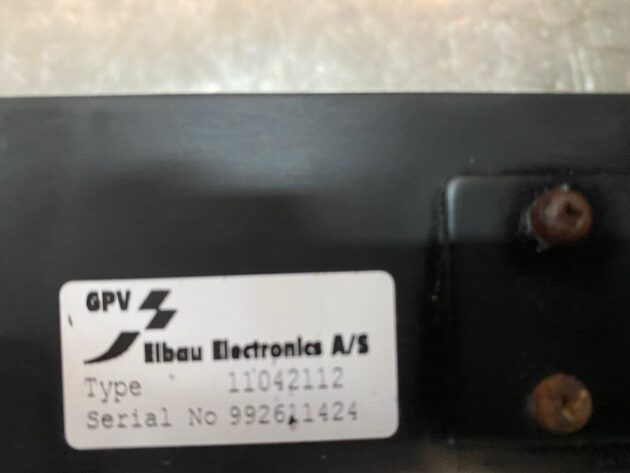 GPV
Elbau Electronics A/S
Type 11042112
Serial No 992611424